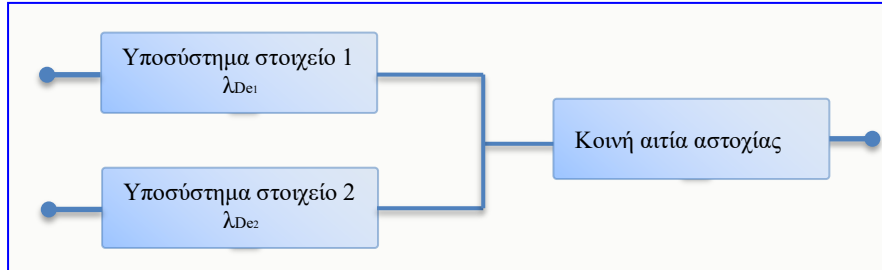 Υποσύστημα στοιχείο 1
λDe1
Κοινή αιτία αστοχίας
Υποσύστημα στοιχείο 2
λDe2